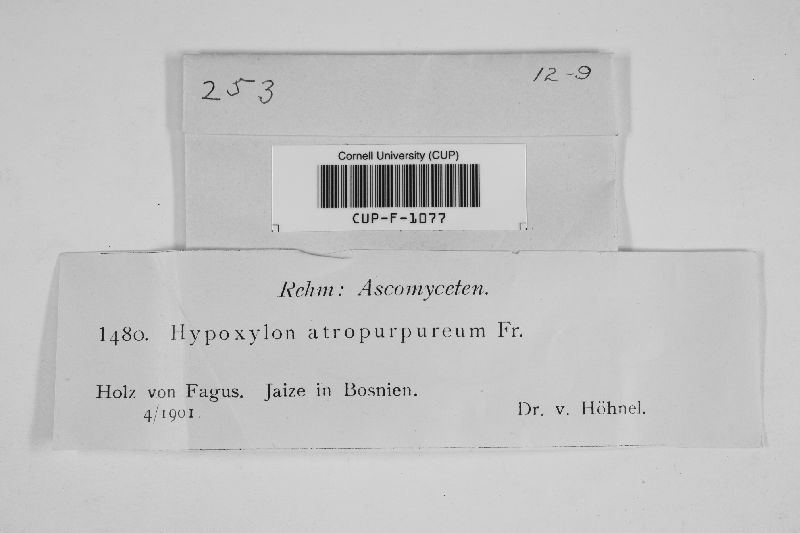 253
12-9
Cornell University (CUP)
CUP-F-1077
Rehm: Ascomyceten.
1480. Hypoxylon atropurpureum Fr.
Holz von Fagus. Jaize in Bosnien.
4/1901.
Dr. v. Höhnel.